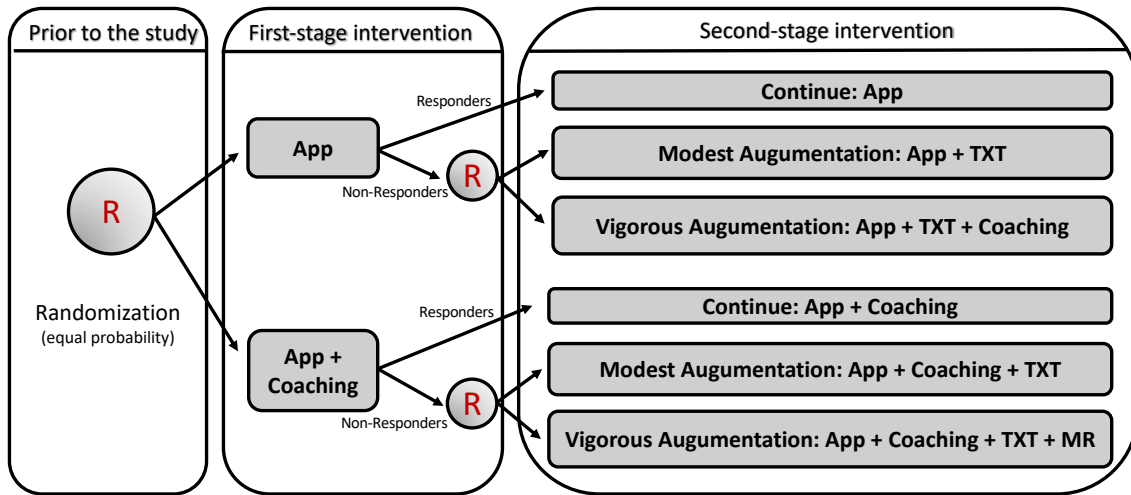 Prior to the study
First-stage intervention
Second-stage intervention
R
Randomization
(equal probability)
App
Responders
Non-Responders
R
Continue: App
Modest Augumentation: App + TXT
Vigorous Augumentation: App + TXT + Coaching
App +
Coaching
Responders
Non-Responders
R
Continue: App + Coaching
Modest Augumentation: App + Coaching + TXT
Vigorous Augumentation: App + Coaching + TXT + MR